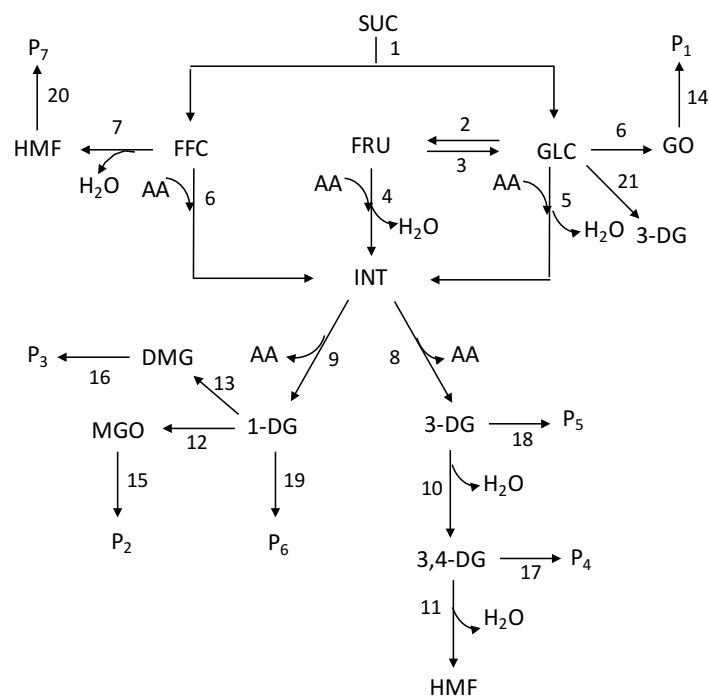 SUC
1
P₇
P₁
20
14
7
2
6
HMF
FFC
FRU
GLC
GO
3
H₂O
AA
6
AA
4
H₂O
AA
5
H₂O
21
3-DG
INT
AA
9
8
AA
P₃
16
DMG
13
MGO
12
1-DG
3-DG
18
P₅
15
19
10
H₂O
P₂
P₆
3,4-DG
17
P₄
11
H₂O
HMF